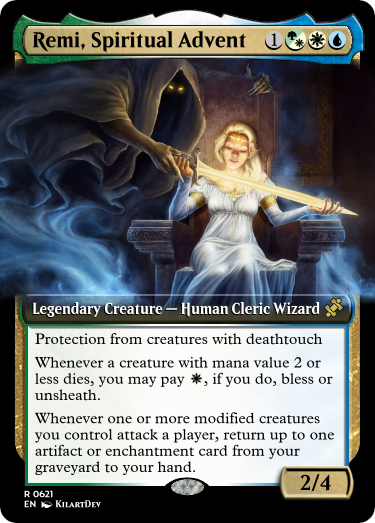 Remi, Spiritual Advent 1
Legendary Creature — Human Cleric Wizard
Protection from creatures with deathtouch
Whenever a creature with mana value 2 or
less dies, you may pay , if you do, bless or
unsheath.
Whenever one or more modified creatures
you control attack a player, return up to one
artifact or enchantment card from your
graveyard to your hand.
2/4
R 0621
EN KilartDev